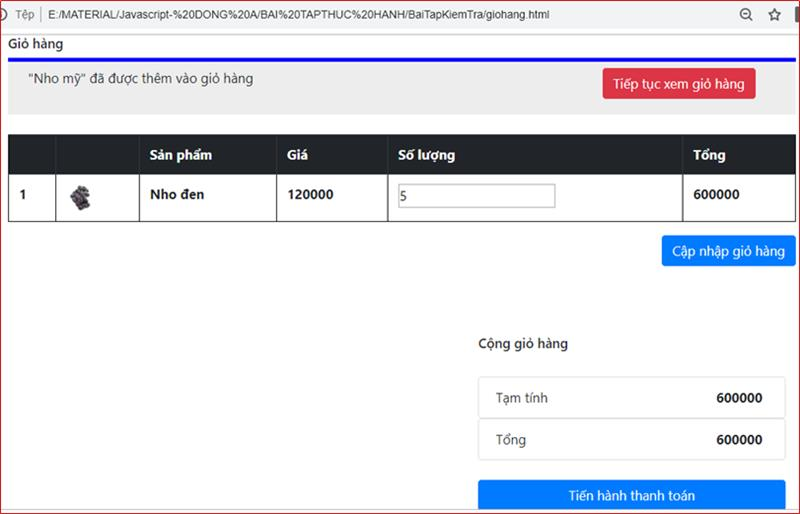 Tệp E:/MATERIAL/Javascript-%20DONG%20A/BAI%20TAPTHUC%20HANH/BaiTapKiemTra/giohang.html
Giỏ hàng
"Nho mỹ" đã được thêm vào giỏ hàng Tiếp tục xem giỏ hàng
Sản phẩm Giá Số lượng Tổng
1 Nho đen 120000 5 600000
Cập nhập giỏ hàng
Cộng giỏ hàng
Tạm tính 600000
Tổng 600000
Tiến hành thanh toán